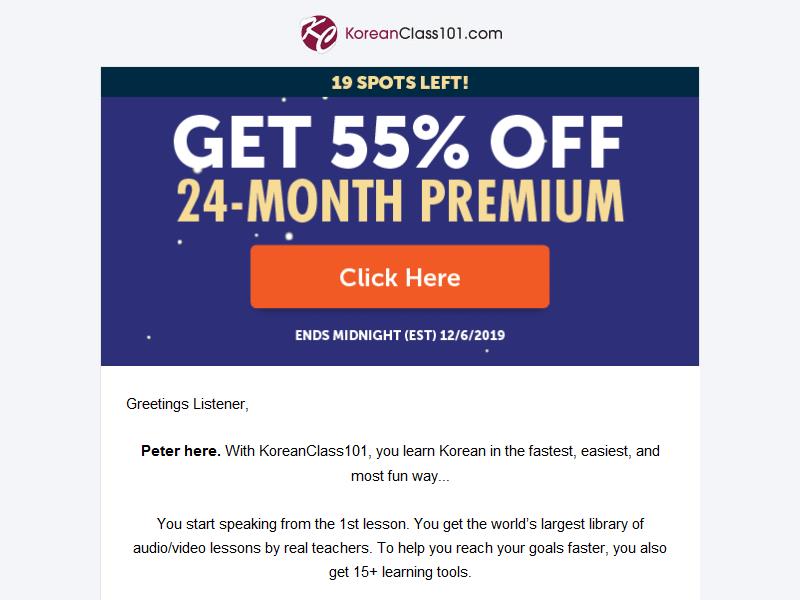 KoreanClass101.com
19 SPOTS LEFT!
GET 55% OFF
24-MONTH PREMIUM
Click Here
ENDS MIDNIGHT (EST) 12/6/2019
Greetings Listener,
Peter here. With KoreanClass101, you learn Korean in the fastest, easiest, and
most fun way...
You start speaking from the 1st lesson. You get the world’s largest library of
audio/video lessons by real teachers. To help you reach your goals faster, you also
get 15+ learning tools.